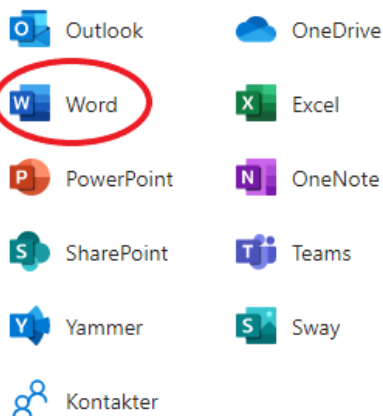 Outlook
OneDrive
Word
Excel
PowerPoint
OneNote
SharePoint
Teams
Yammer
Sway
Kontakter